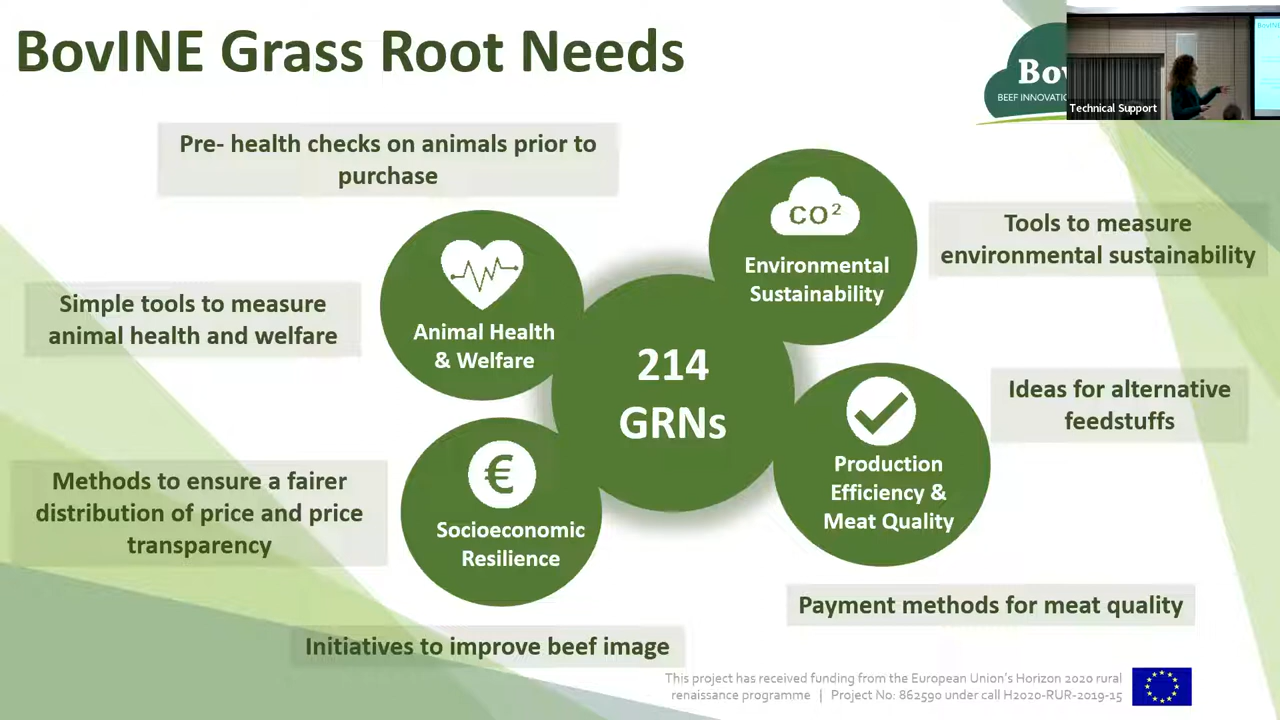 BovINE Grass Root Needs
Bov
BEEF INNOVATIO
Technical Support
Pre- health checks on animals prior to
purchase
CO²
Environmental
Sustainability
Tools to measure
environmental sustainability
Simple tools to measure
animal health and welfare
Animal Health
& Welfare
214
GRNs
Ideas for alternative
feedstuffs
Production
Efficiency &
Meat Quality
Methods to ensure a fairer
distribution of price and price
transparency
€
Socioeconomic
Resilience
Payment methods for meat quality
Initiatives to improve beef image
This project has received funding from the European Union's Horizon 2020 rural
renaissance programme | Project No: 862590 under call H2020-RUR-2019-15